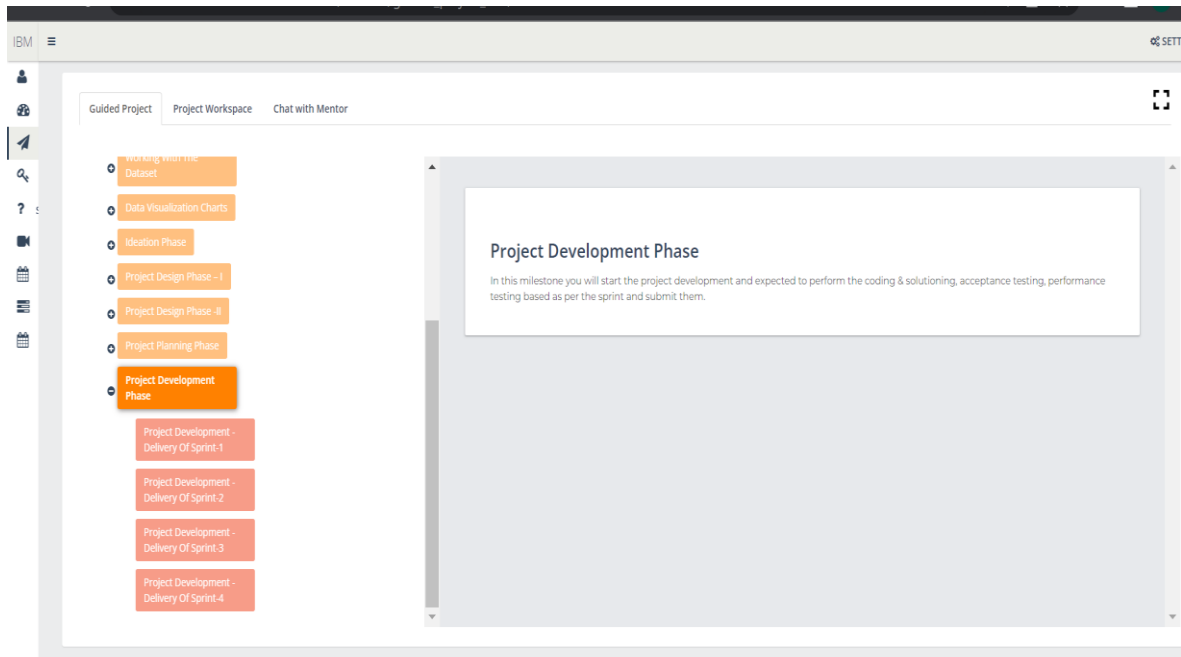 IBM
SETT
Guided Project Project Workspace Chat with Mentor
Working With The
Dataset
Data Visualization Charts
Ideation Phase
Project Design Phase - I
Project Design Phase -II
Project Planning Phase
Project Development
Phase
Project Development -
Delivery Of Sprint-1
Project Development -
Delivery Of Sprint-2
Project Development -
Delivery Of Sprint-3
Project Development -
Delivery Of Sprint-4
Project Development Phase
In this milestone you will start the project development and expected to perform the coding & solutioning, acceptance testing, performance
testing based as per the sprint and submit them.